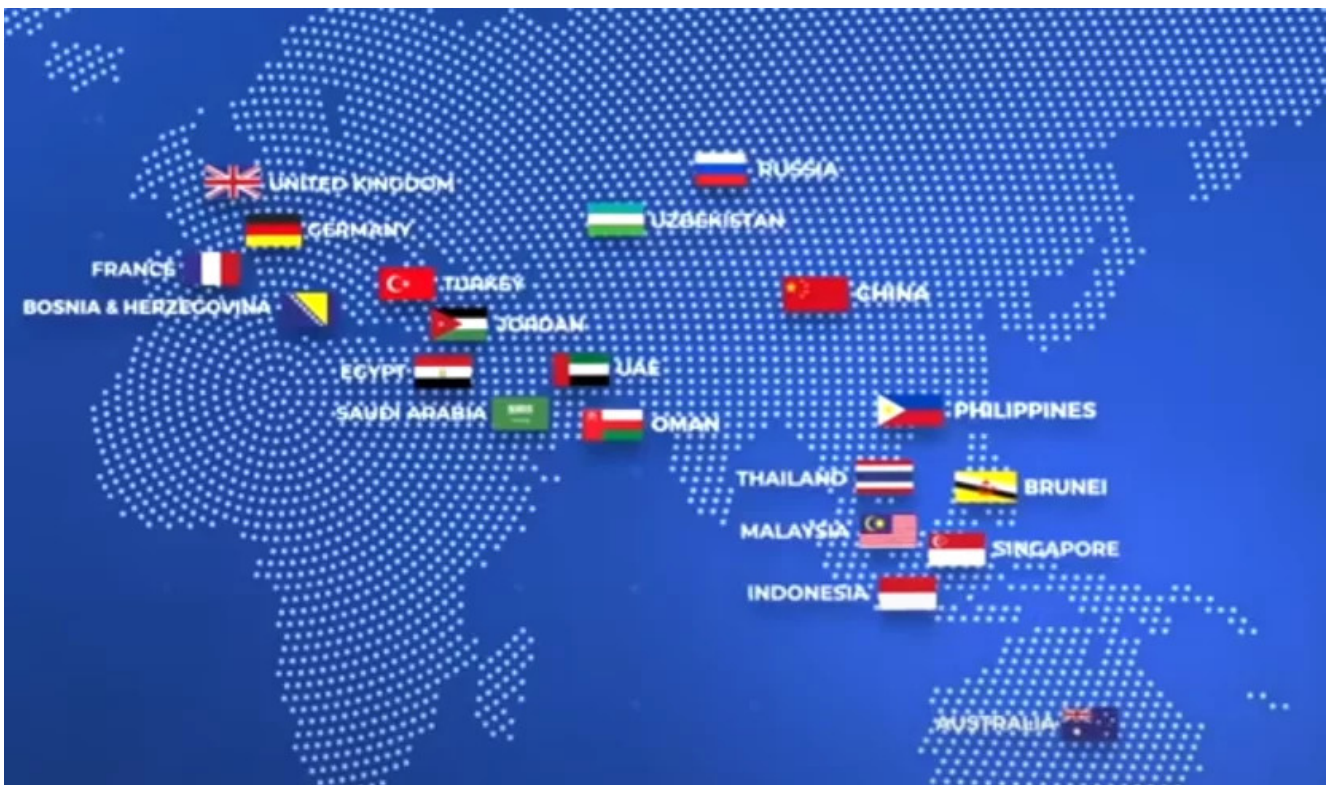 RUSSIA
UNITED KINGDOM
UZBEKISTAN
GERMANY
FRANCE
TURKEY
CHINA
BOSNIA & HERZEGOVINA
JORDAN
EGYPT
UAE
SAUDI ARABIA
OMAN
PHILIPPINES
THAILAND
BRUNEI
MALAYSIA
SINGAPORE
INDONESIA
AUSTRALIA